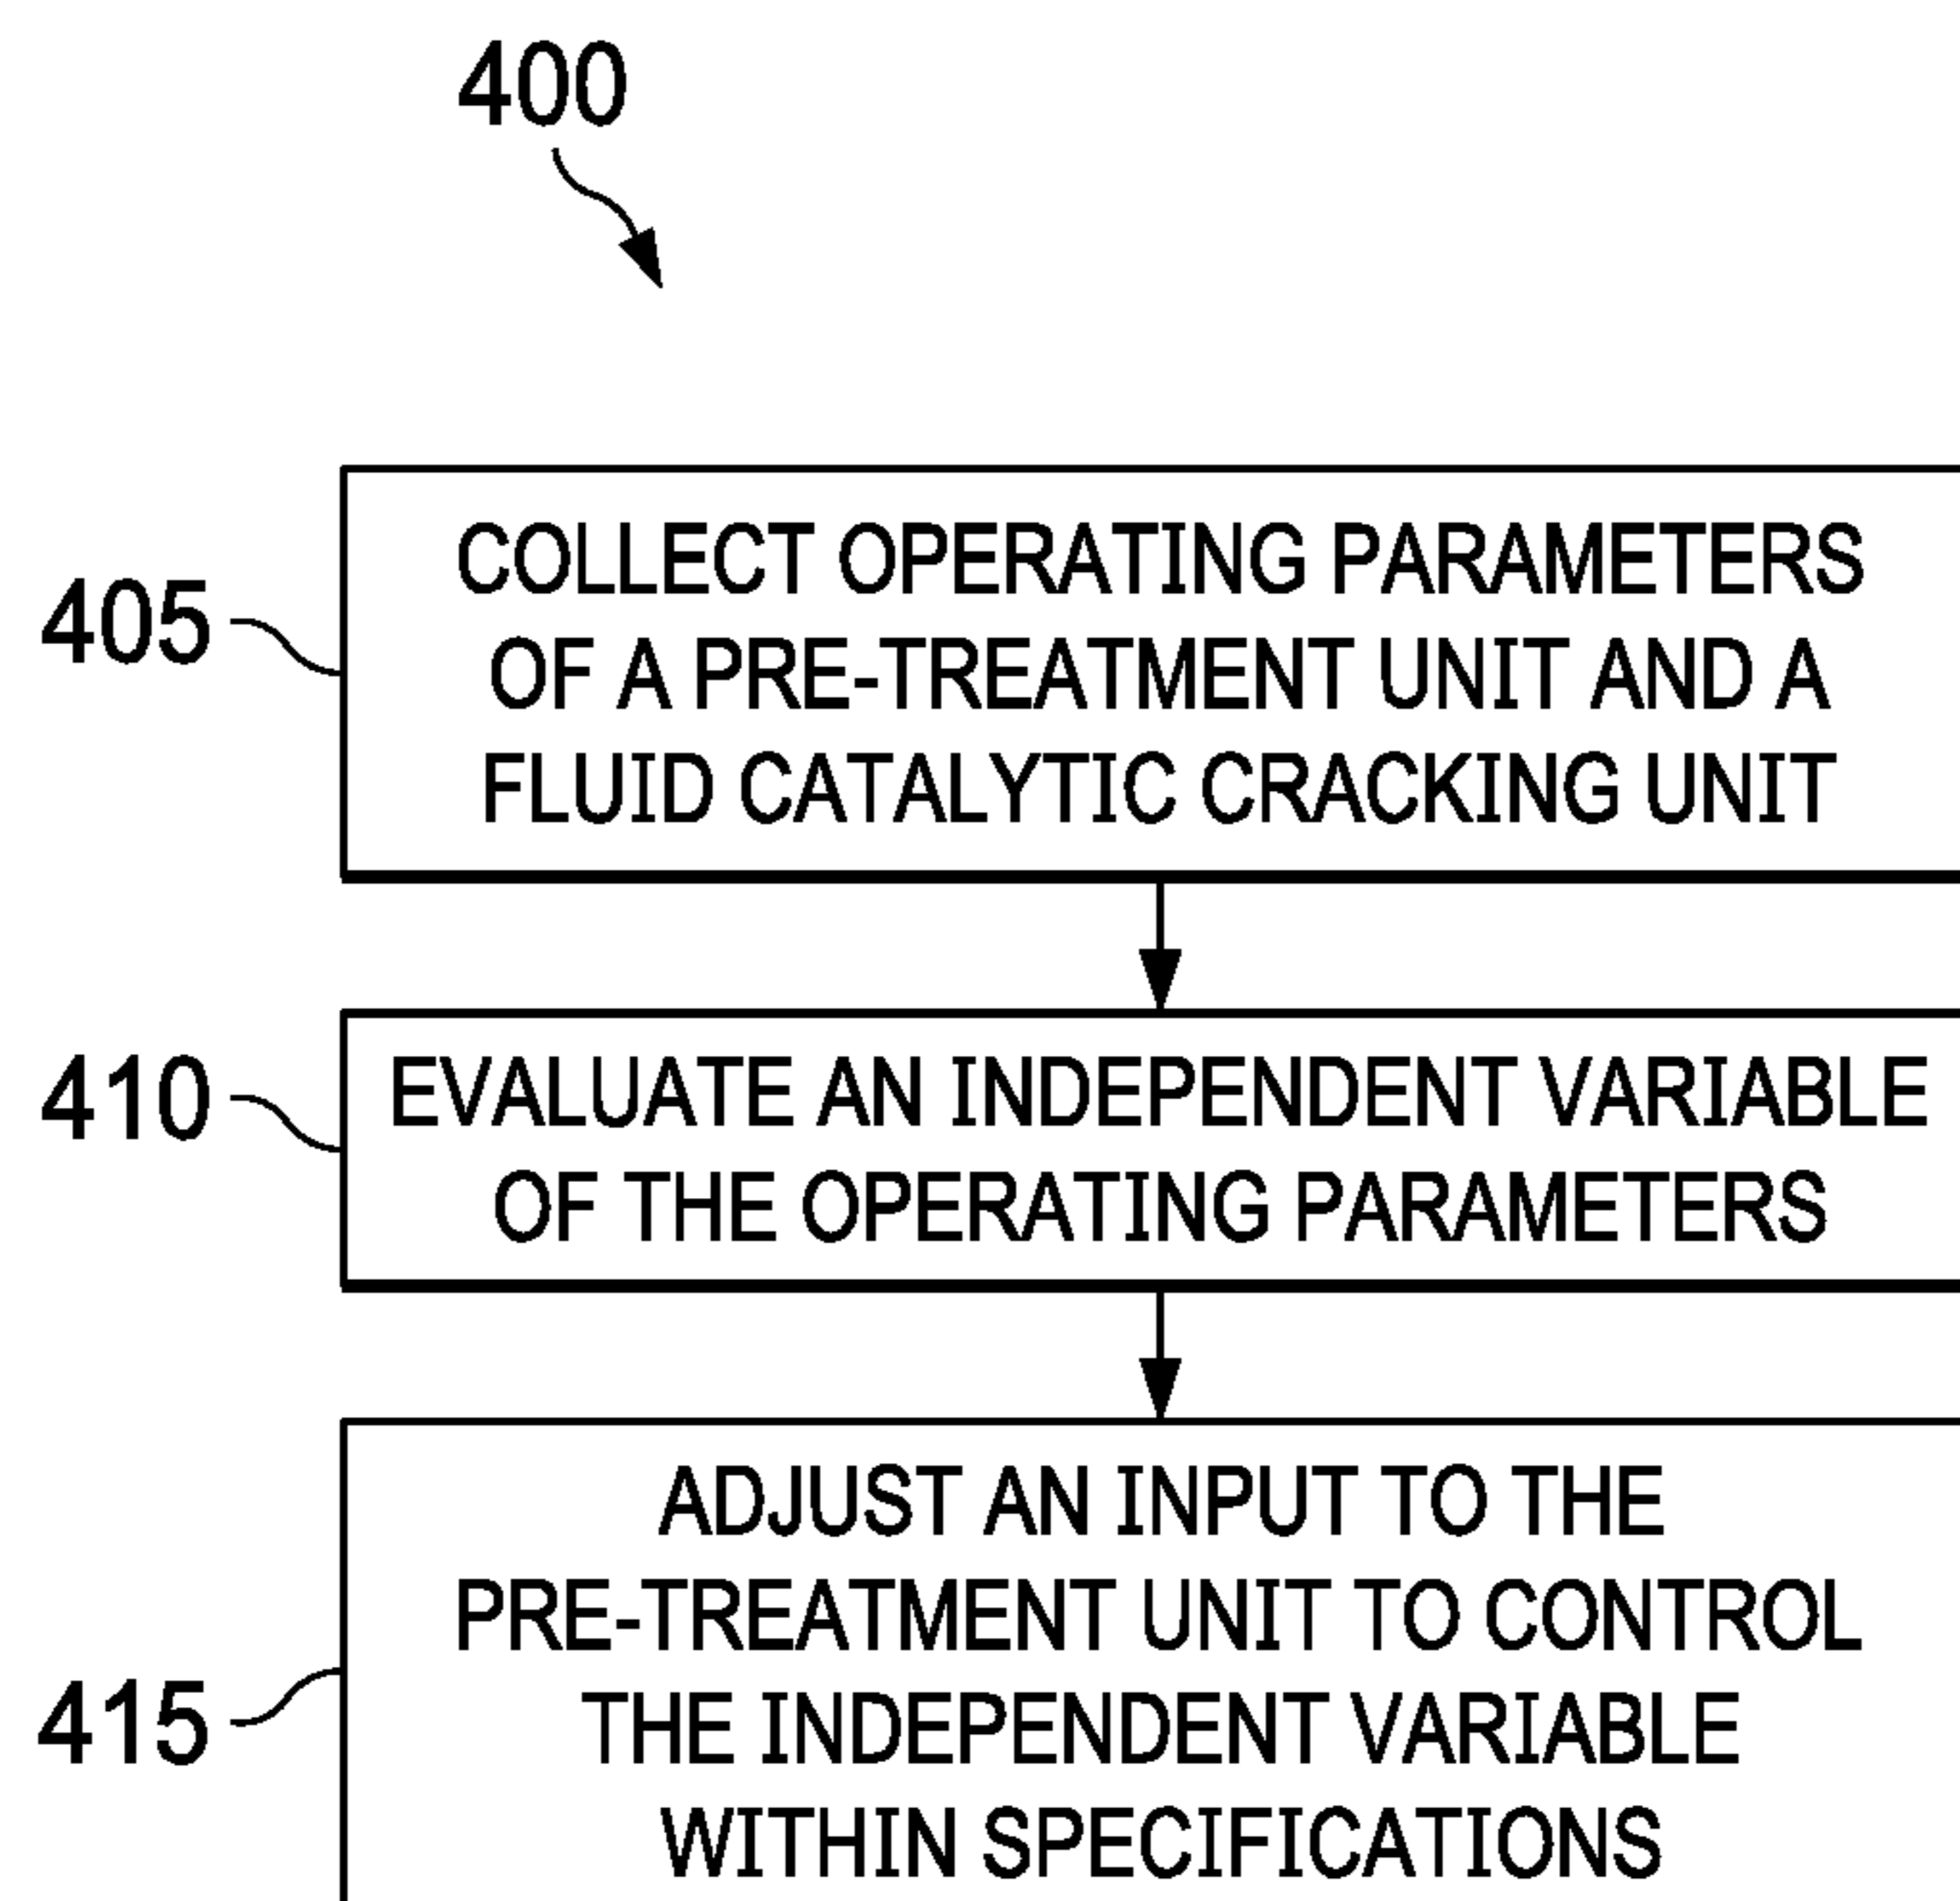 400
405
COLLECT OPERATING PARAMETERS
OF A PRE-TREATMENT UNIT AND A
FLUID CATALYTIC CRACKING UNIT
410
EVALUATE AN INDEPENDENT VARIABLE
OF THE OPERATING PARAMETERS
415
ADJUST AN INPUT TO THE
PRE-TREATMENT UNIT TO CONTROL
THE INDEPENDENT VARIABLE
WITHIN SPECIFICATIONS